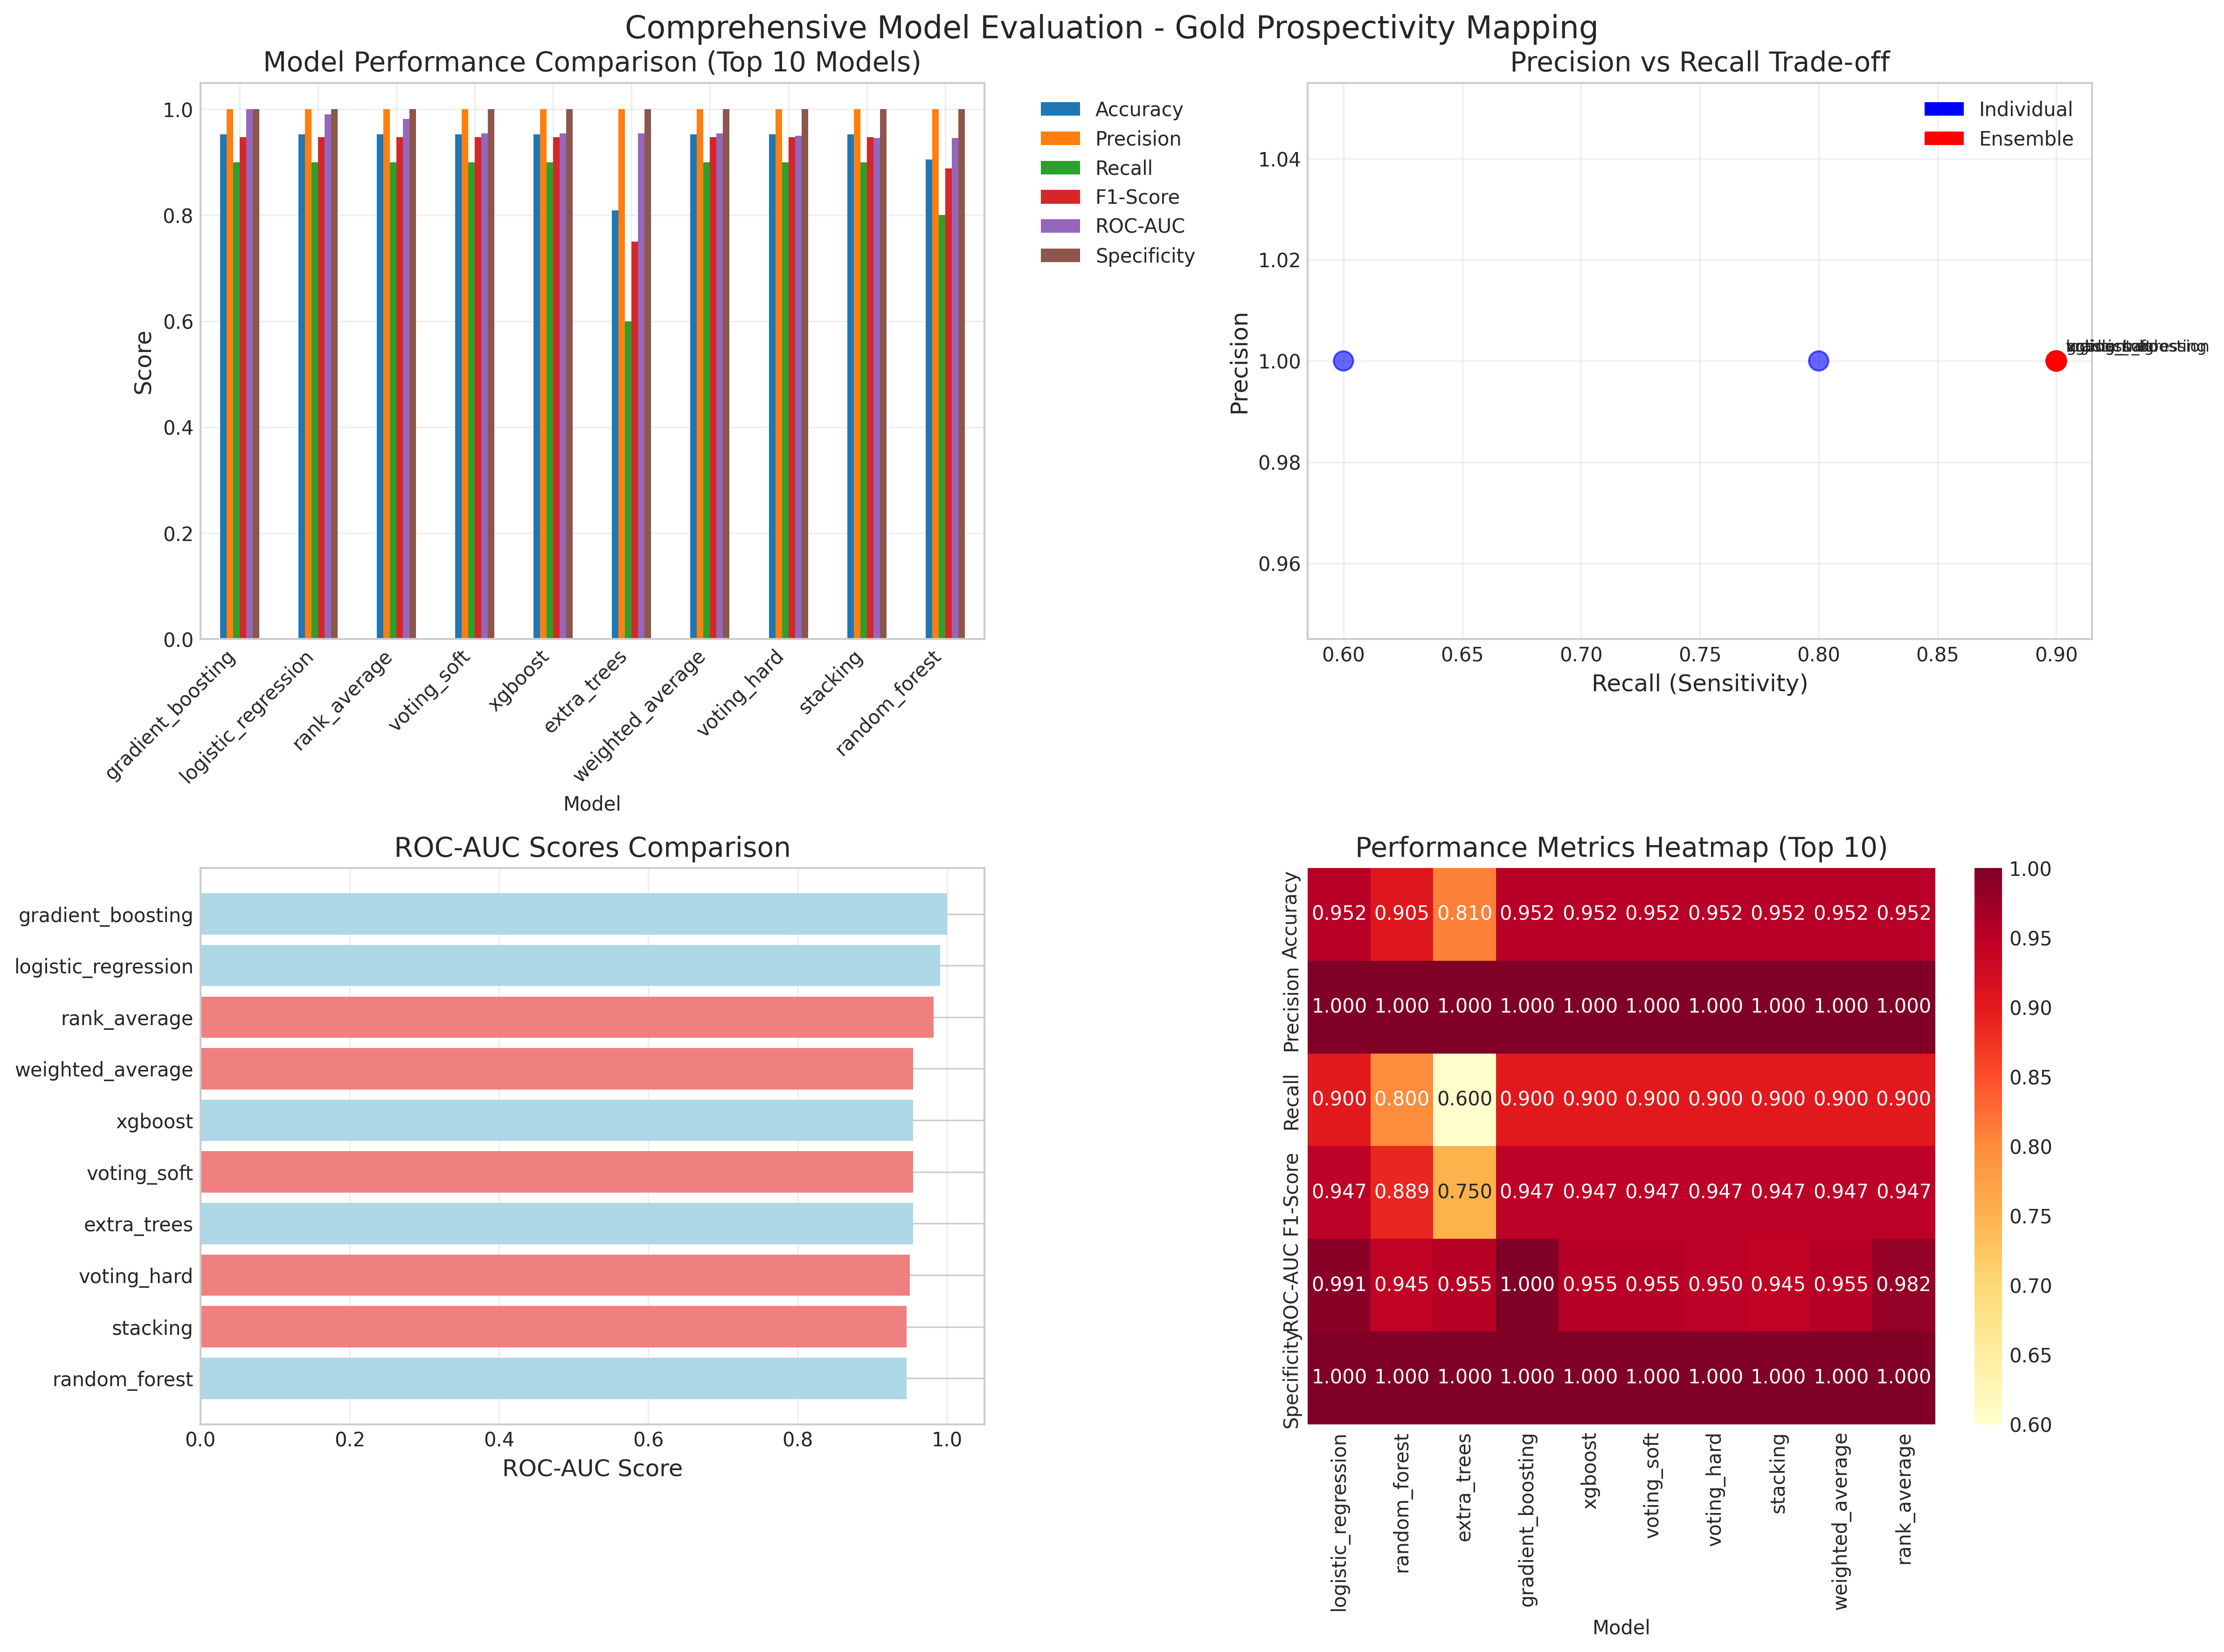 Comprehensive Model Evaluation - Gold Prospectivity Mapping
Model Performance Comparison (Top 10 Models)
Score
1.0
0.8
0.6
0.4
0.2
0.0
gradient_boosting
logistic_regression
rank_average
voting_soft
xgboost
extra_trees
weighted_average
voting_hard
stacking
random_forest
Model
Accuracy
Precision
Recall
F1-Score
ROC-AUC
Specificity
Precision vs Recall Trade-off
Precision
1.04
1.02
1.00
0.98
0.96
Individual
Ensemble
0.60 0.65 0.70 0.75 0.80 0.85 0.90
Recall (Sensitivity)
ROC-AUC Scores Comparison
gradient_boosting
logistic_regression
rank_average
weighted_average
xgboost
voting_soft
extra_trees
voting_hard
stacking
random_forest
0.0 0.2 0.4 0.6 0.8 1.0
ROC-AUC Score
Performance Metrics Heatmap (Top 10)
Accuracy
0.952 0.905 0.810 0.952 0.952 0.952 0.952 0.952 0.952 0.952
Precision
1.000 1.000 1.000 1.000 1.000 1.000 1.000 1.000 1.000 1.000
Recall
0.900 0.800 0.600 0.900 0.900 0.900 0.900 0.900 0.900 0.900
F1-Score
0.947 0.889 0.750 0.947 0.947 0.947 0.947 0.947 0.947 0.947
ROC-AUC
0.991 0.945 0.955 1.000 0.955 0.955 0.950 0.945 0.955 0.982
Specificity
1.000 1.000 1.000 1.000 1.000 1.000 1.000 1.000 1.000 1.000
logistic_regression
random_forest
extra_trees
gradient_boosting
xgboost
voting_soft
voting_hard
stacking
weighted_average
rank_average
Model
1.00
0.95
0.90
0.85
0.80
0.75
0.70
0.65
0.60